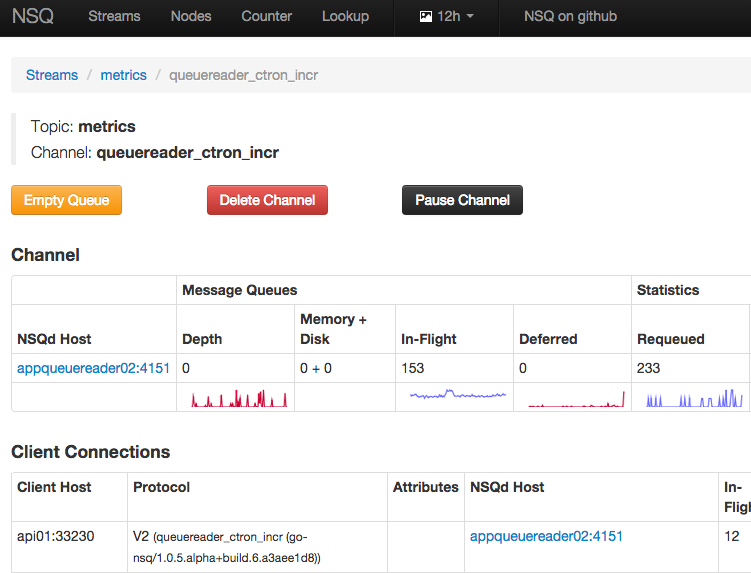 NSQ Streams Nodes Counter Lookup 12h NSQ on github
Streams / metrics / queuereader_ctron_incr
Topic: metrics
Channel: queuereader_ctron_incr
Empty Queue Delete Channel Pause Channel
Channel
Message Queues Statistics
NSQd Host Depth Memory + Disk In-Flight Deferred Requeued
appqueuereader02:4151 0 0 + 0 153 0 233
Client Connections
Client Host Protocol Attributes NSQd Host In-Fligh
api01:33230 V2 (queuereader_ctron_incr (go-
nsq/1.0.5.alpha+build.6.a3aee1d8)) appqueuereader02:4151 12